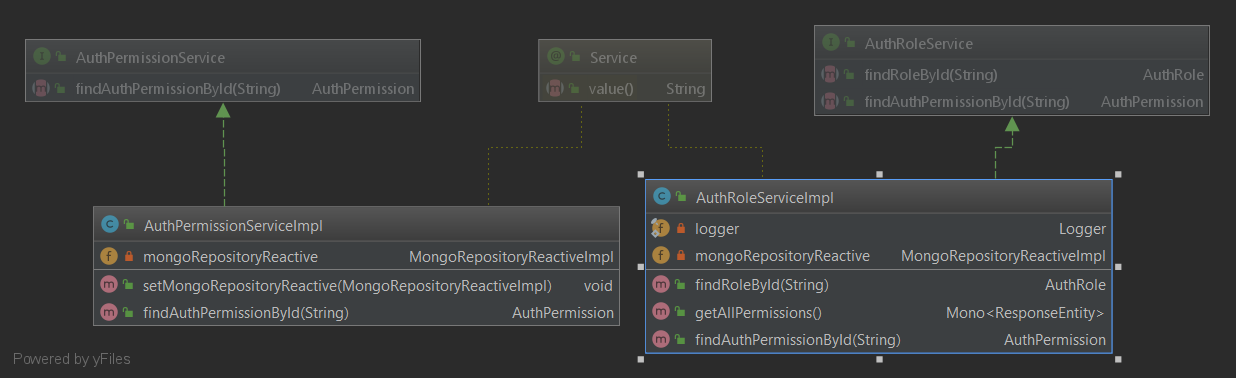 AuthPermissionService
findAuthPermissionById(String) AuthPermission
Service
value() String
AuthRoleService
findRoleById(String) AuthRole
findAuthPermissionById(String) AuthPermission
AuthPermissionServiceImpl
mongoRepositoryReactive MongoRepositoryReactiveImpl
setMongoRepositoryReactive(MongoRepositoryReactiveImpl) void
findAuthPermissionById(String) AuthPermission
AuthRoleServiceImpl
logger Logger
mongoRepositoryReactive MongoRepositoryReactiveImpl
findRoleById(String) AuthRole
getAllPermissions() Mono<ResponseEntity>
findAuthPermissionById(String) AuthPermission
Powered by yFiles